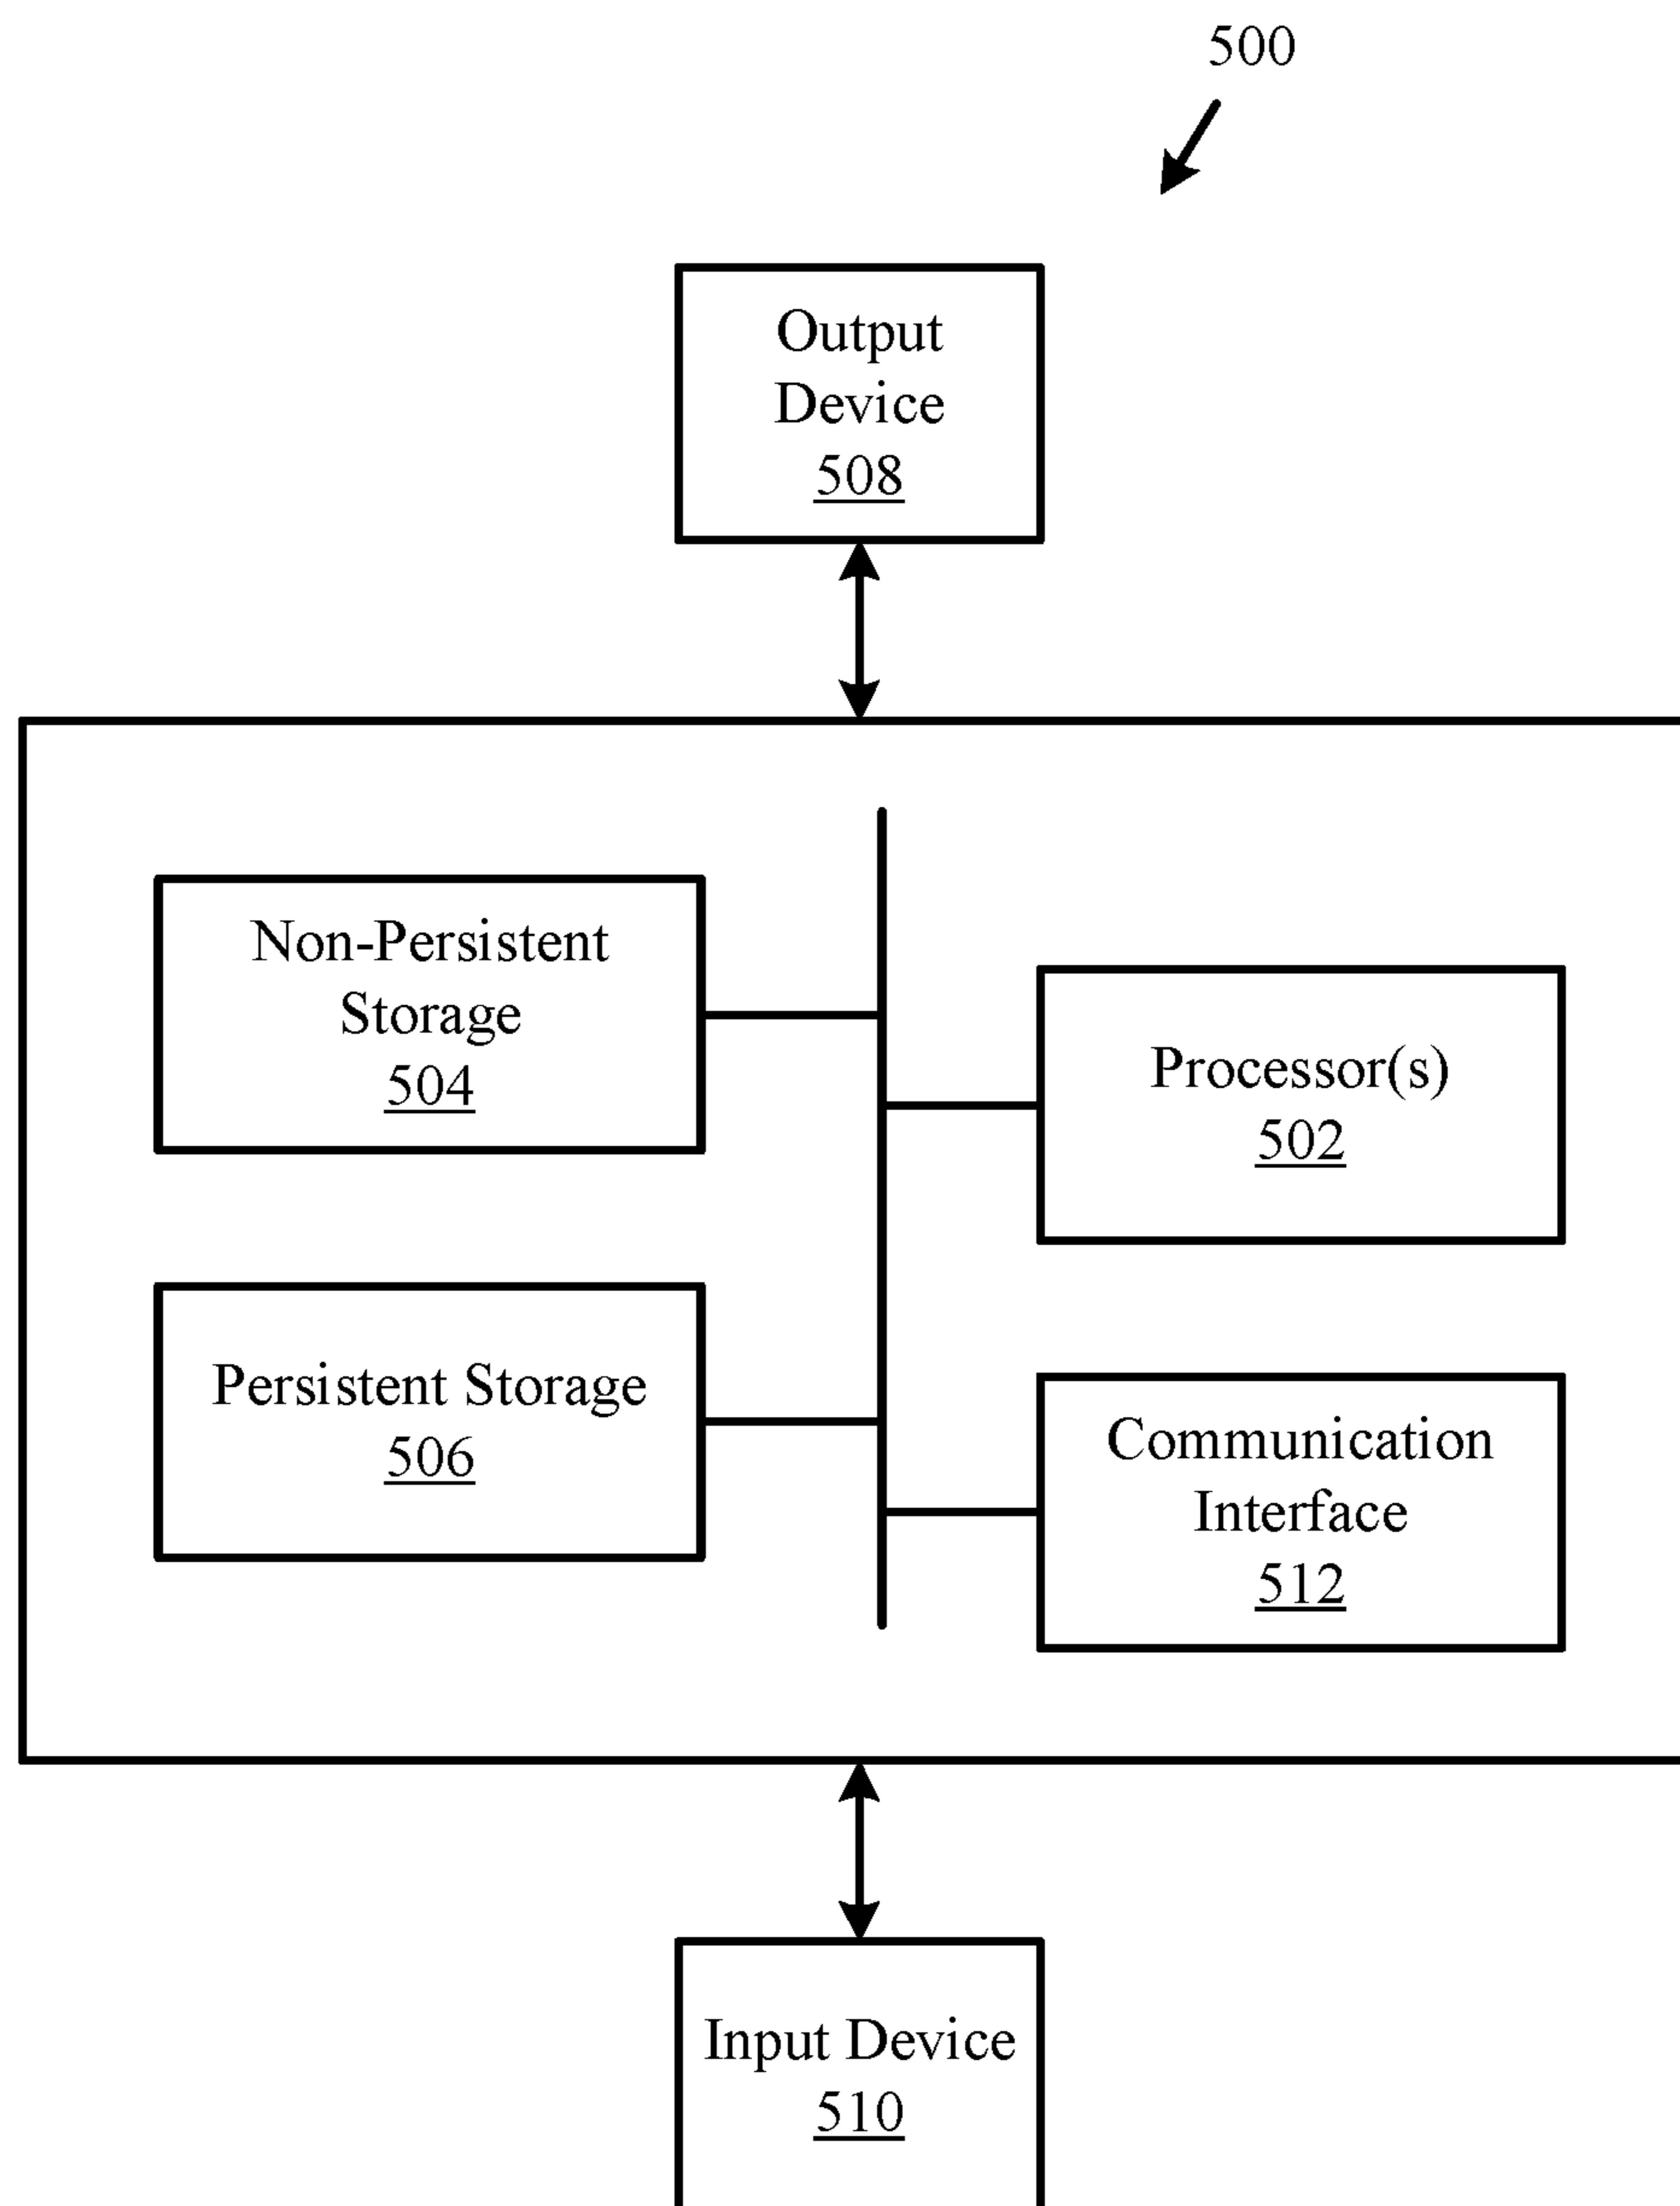 500
Output
Device
508
Non-Persistent
Storage
504
Processor(s)
502
Persistent Storage
506
Communication
Interface
512
Input Device
510